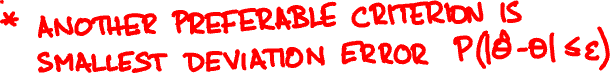 * ANOTHER PREFERABLE CRITERION IS
SMALLEST DEVIATION ERROR P(|θ̂-θ|≤ε)